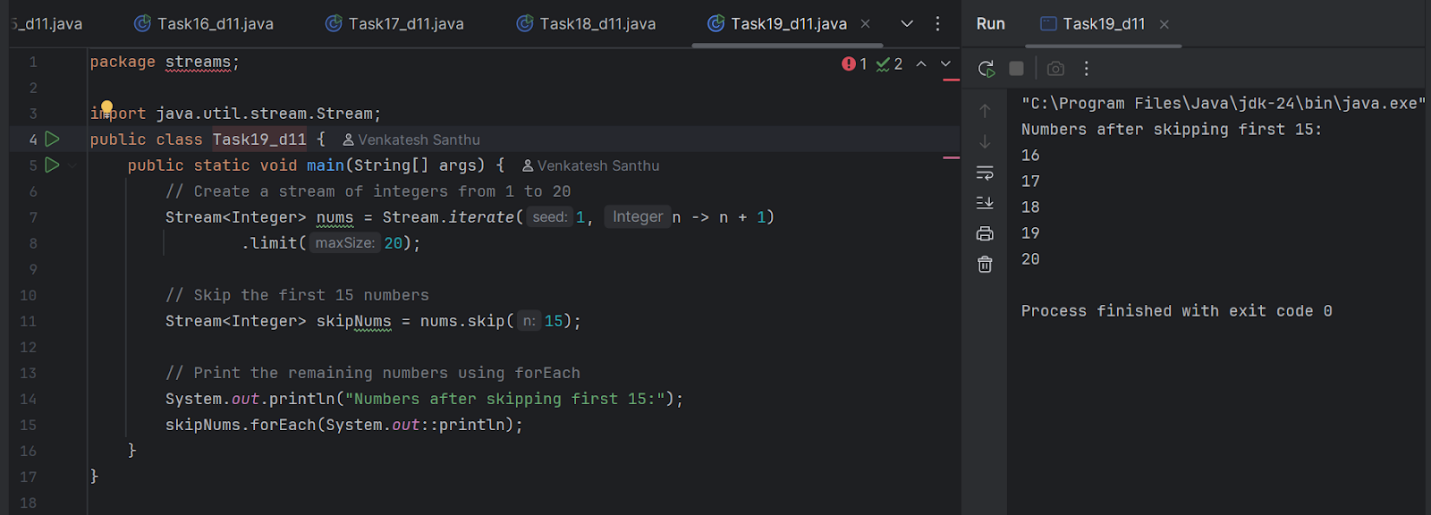 5_d11.java Task16_d11.java Task17_d11.java Task18_d11.java Task19_d11.java
1 package streams; 1 2
2
3 import java.util.stream.Stream;
4 public class Task19_d11 { Venkatesh Santhu
5 public static void main(String[] args) { Venkatesh Santhu
6 // Create a stream of integers from 1 to 20
7 Stream<Integer> nums = Stream.iterate( seed: 1, Integer n -> n + 1)
8 .limit( maxSize: 20);
9
10 // Skip the first 15 numbers
11 Stream<Integer> skipNums = nums.skip( n: 15);
12
13 // Print the remaining numbers using forEach
14 System.out.println("Numbers after skipping first 15:");
15 skipNums.forEach(System.out::println);
16 }
17 }
18
Run Task19_d11
"C:\Program Files\Java\jdk-24\bin\java.exe"
Numbers after skipping first 15:
16
17
18
19
20
Process finished with exit code 0